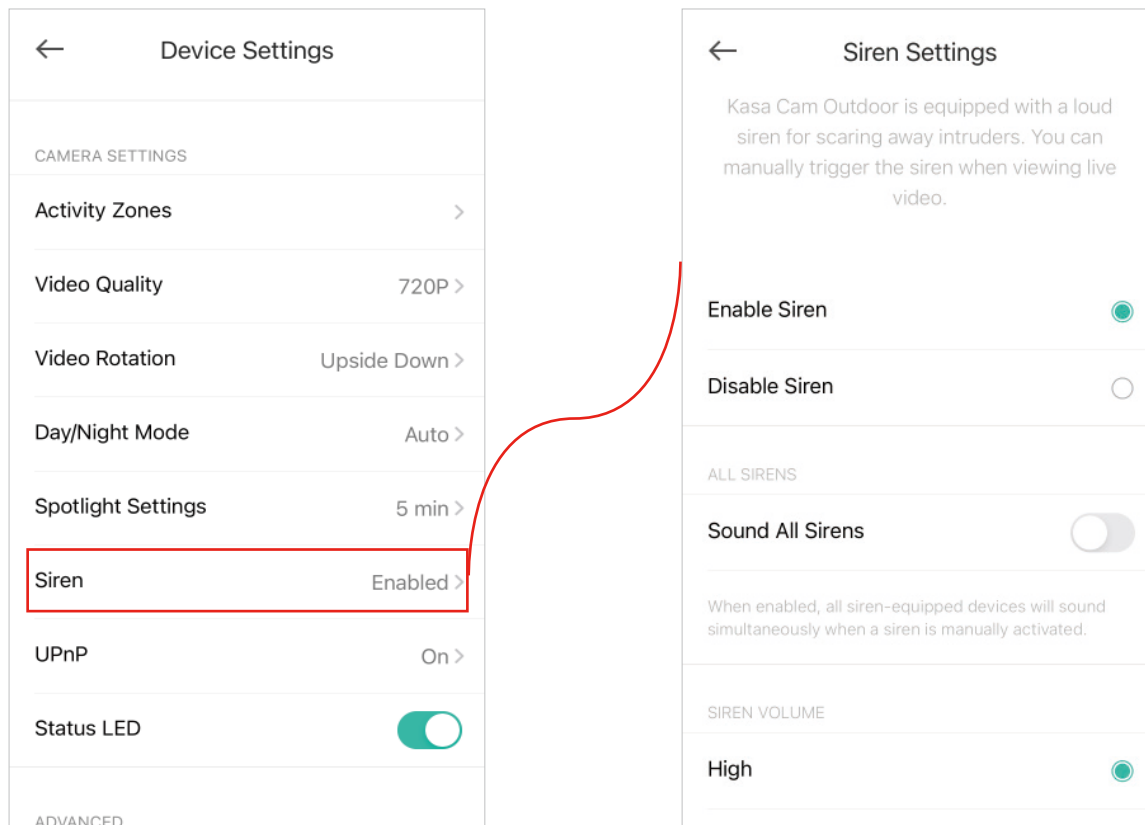 Device Settings
CAMERA SETTINGS
Activity Zones
Video Quality 720P
Video Rotation Upside Down
Day/Night Mode Auto
Spotlight Settings 5 min
Siren Enabled
UPnP On
Status LED
ADVANCED
Siren Settings
Kasa Cam Outdoor is equipped with a loud
siren for scaring away intruders. You can
manually trigger the siren when viewing live
video.
Enable Siren
Disable Siren
ALL SIRENS
Sound All Sirens
When enabled, all siren-equipped devices will sound
simultaneously when a siren is manually activated.
SIREN VOLUME
High